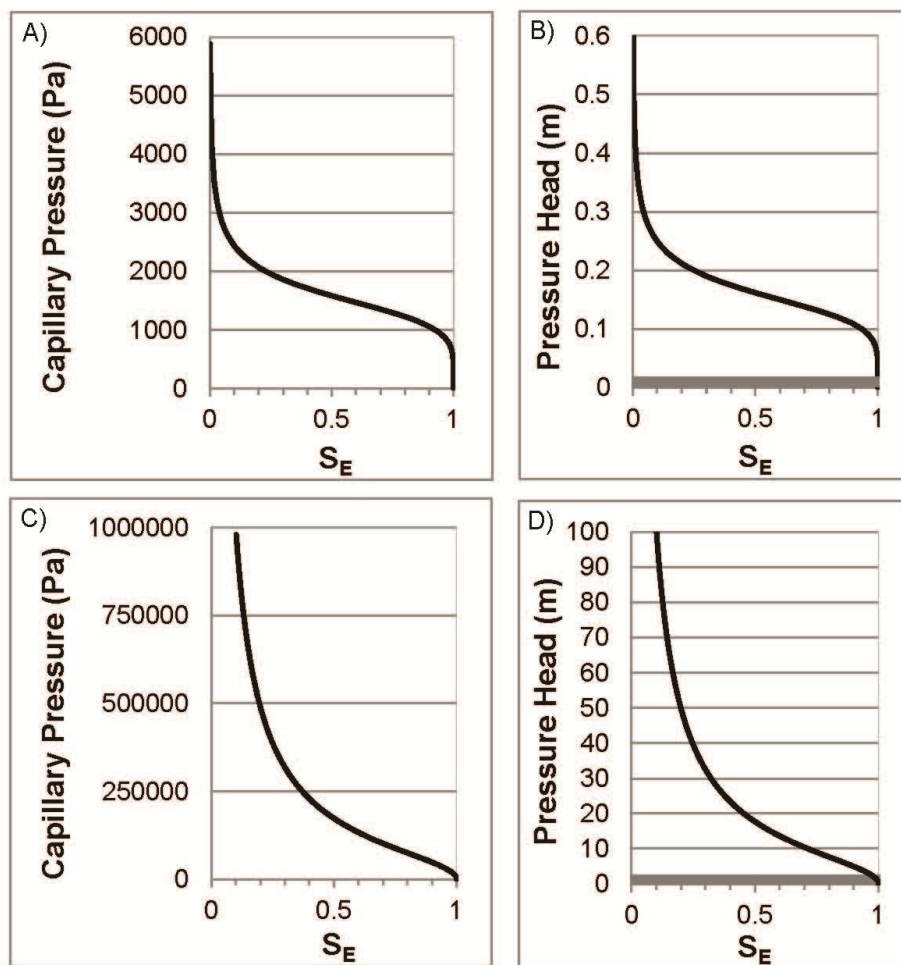 A)
Capillary Pressure (Pa)
6000
5000
4000
3000
2000
1000
0
0 0.5 1
SE
B)
Pressure Head (m)
0.6
0.5
0.4
0.3
0.2
0.1
0
0 0.5 1
SE
C)
Capillary Pressure (Pa)
1000000
750000
500000
250000
0
0 0.5 1
SE
D)
Pressure Head (m)
100
90
80
70
60
50
40
30
20
10
0
0 0.5 1
SE